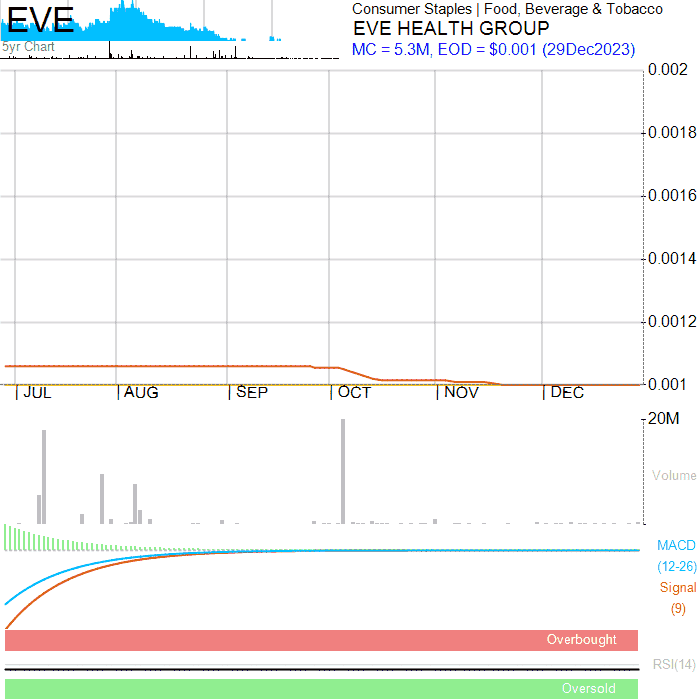 EVE
5yr Chart
Consumer Staples | Food, Beverage & Tobacco
EVE HEALTH GROUP
MC = 5.3M, EOD = $0.001 (29Dec2023)
0.002
0.0018
0.0016
0.0014
0.0012
0.001
JUL AUG SEP OCT NOV DEC
20M
Volume
MACD
(12-26)
Signal
(9)
Overbought
RSI(14)
Oversold